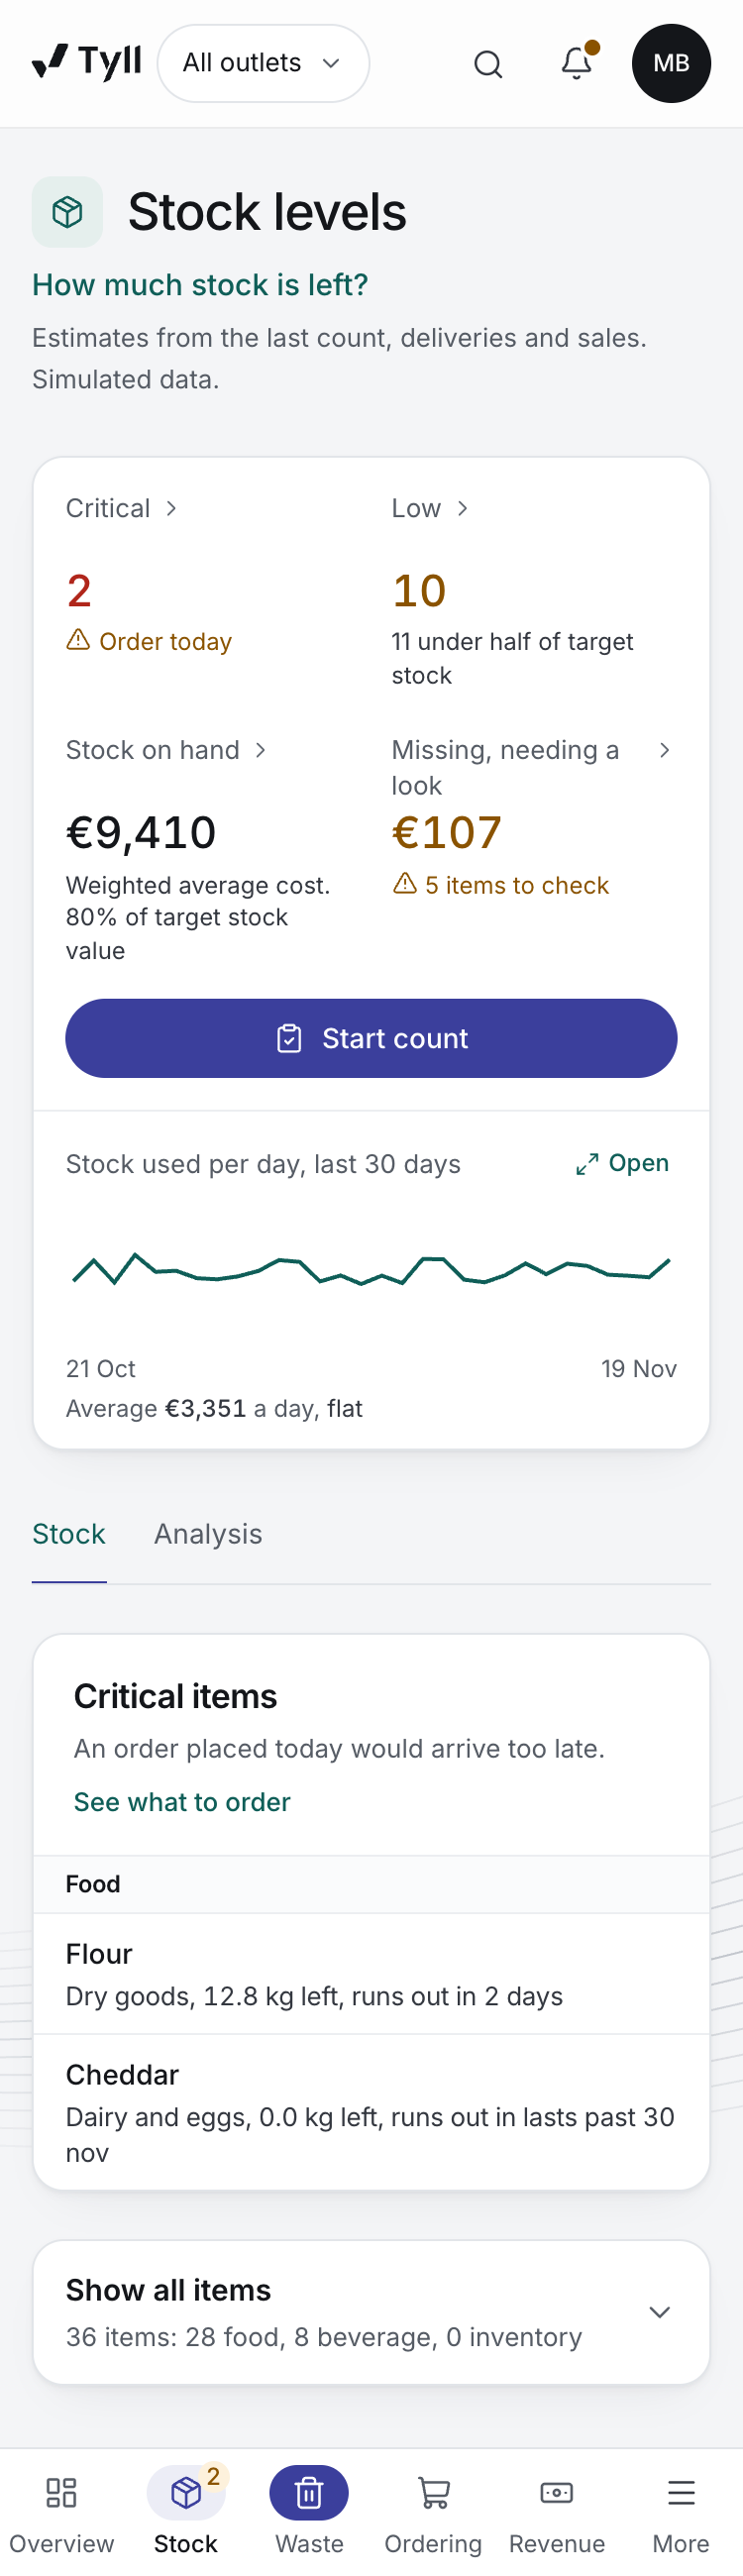 Tyll
All outlets
MB
Stock levels
How much stock is left?
Estimates from the last count, deliveries and sales.
Simulated data.
Critical
Low
2
10
Order today
11 under half of target
stock
Stock on hand
Missing, needing a
look
€9,410
€107
Weighted average cost.
80% of target stock
value
5 items to check
Start count
Stock used per day, last 30 days
Open
21 Oct
19 Nov
Average €3,351 a day, flat
Stock
Analysis
Critical items
An order placed today would arrive too late.
See what to order
Food
Flour
Dry goods, 12.8 kg left, runs out in 2 days
Cheddar
Dairy and eggs, 0.0 kg left, runs out in lasts past 30
nov
Show all items
36 items: 28 food, 8 beverage, 0 inventory
2
Overview
Stock
Waste
Ordering
Revenue
More